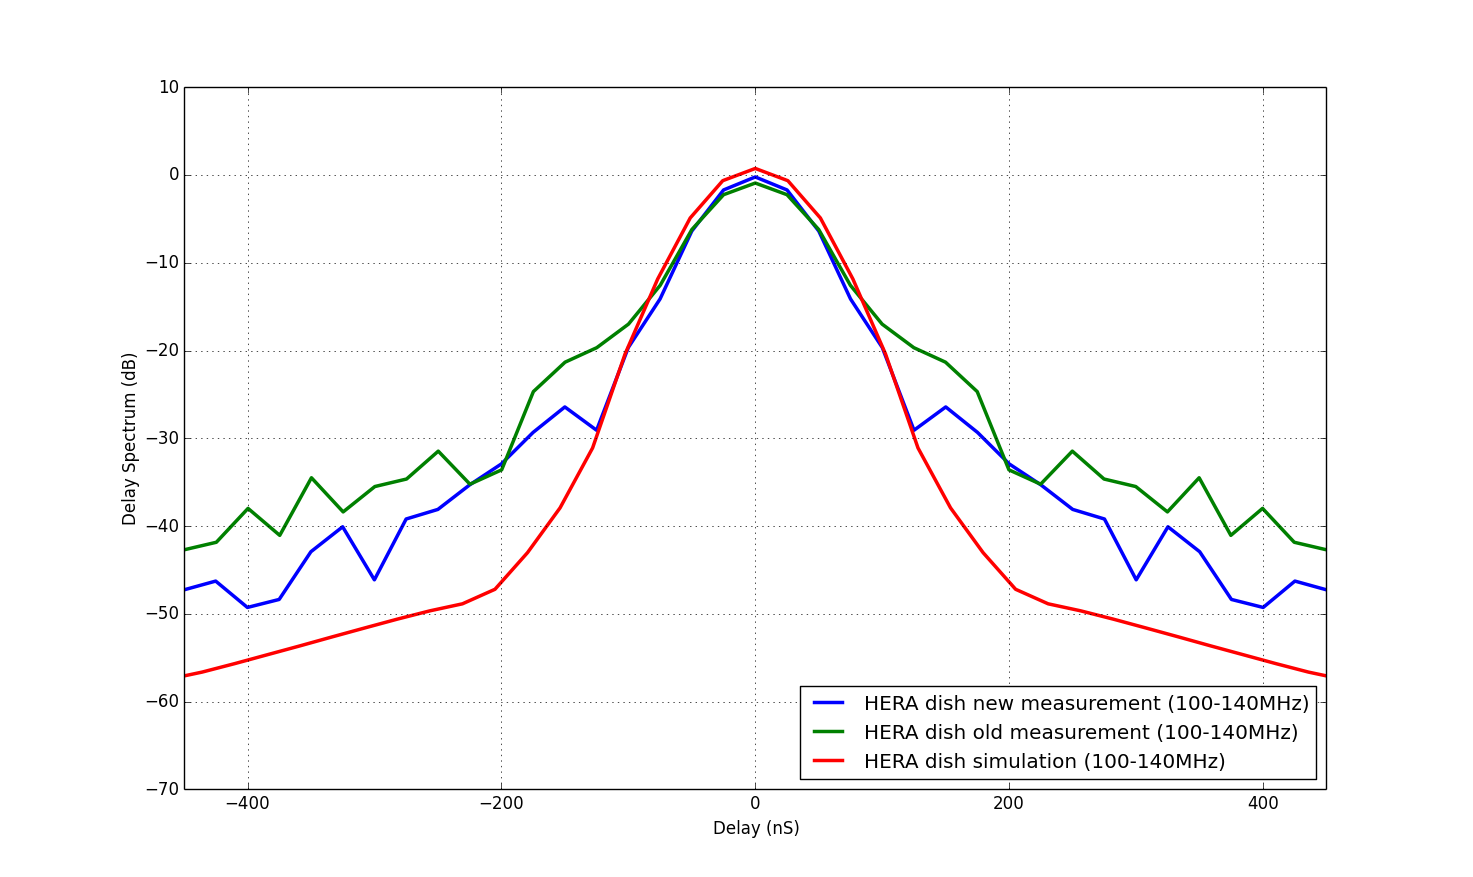 10
0
−10
−20
−30
−40
−50
−60
−70
Delay Spectrum (dB)
−400
−200
0
200
400
Delay (nS)
HERA dish new measurement (100-140MHz)
HERA dish old measurement (100-140MHz)
HERA dish simulation (100-140MHz)